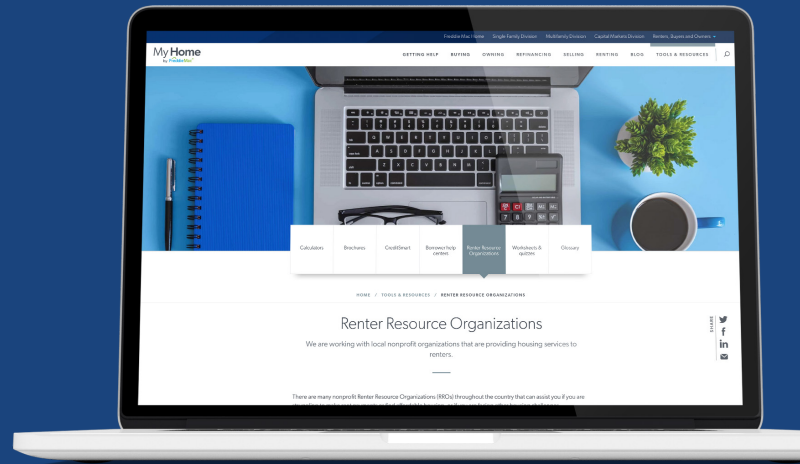 Freddie Mac Home Single Family Division Multifamily Division Capital Markets Division Renters, Buyers and Owners
My Home
by Freddie Mac
GETTING HELP BUYING OWNING REFINANCING SELLING RENTING BLOG TOOLS & RESOURCES
Calculators
Brochures
CreditSmart
Borrower help
centers
Renter Resource
Organizations
Worksheets &
quizzes
Glossary
HOME / TOOLS & RESOURCES / RENTER RESOURCE ORGANIZATIONS
Renter Resource Organizations
We are working with local nonprofit organizations that are providing housing services to
renters.
SHARE
There are many nonprofit Renter Resource Organizations (RROs) throughout the country that can assist you if you are